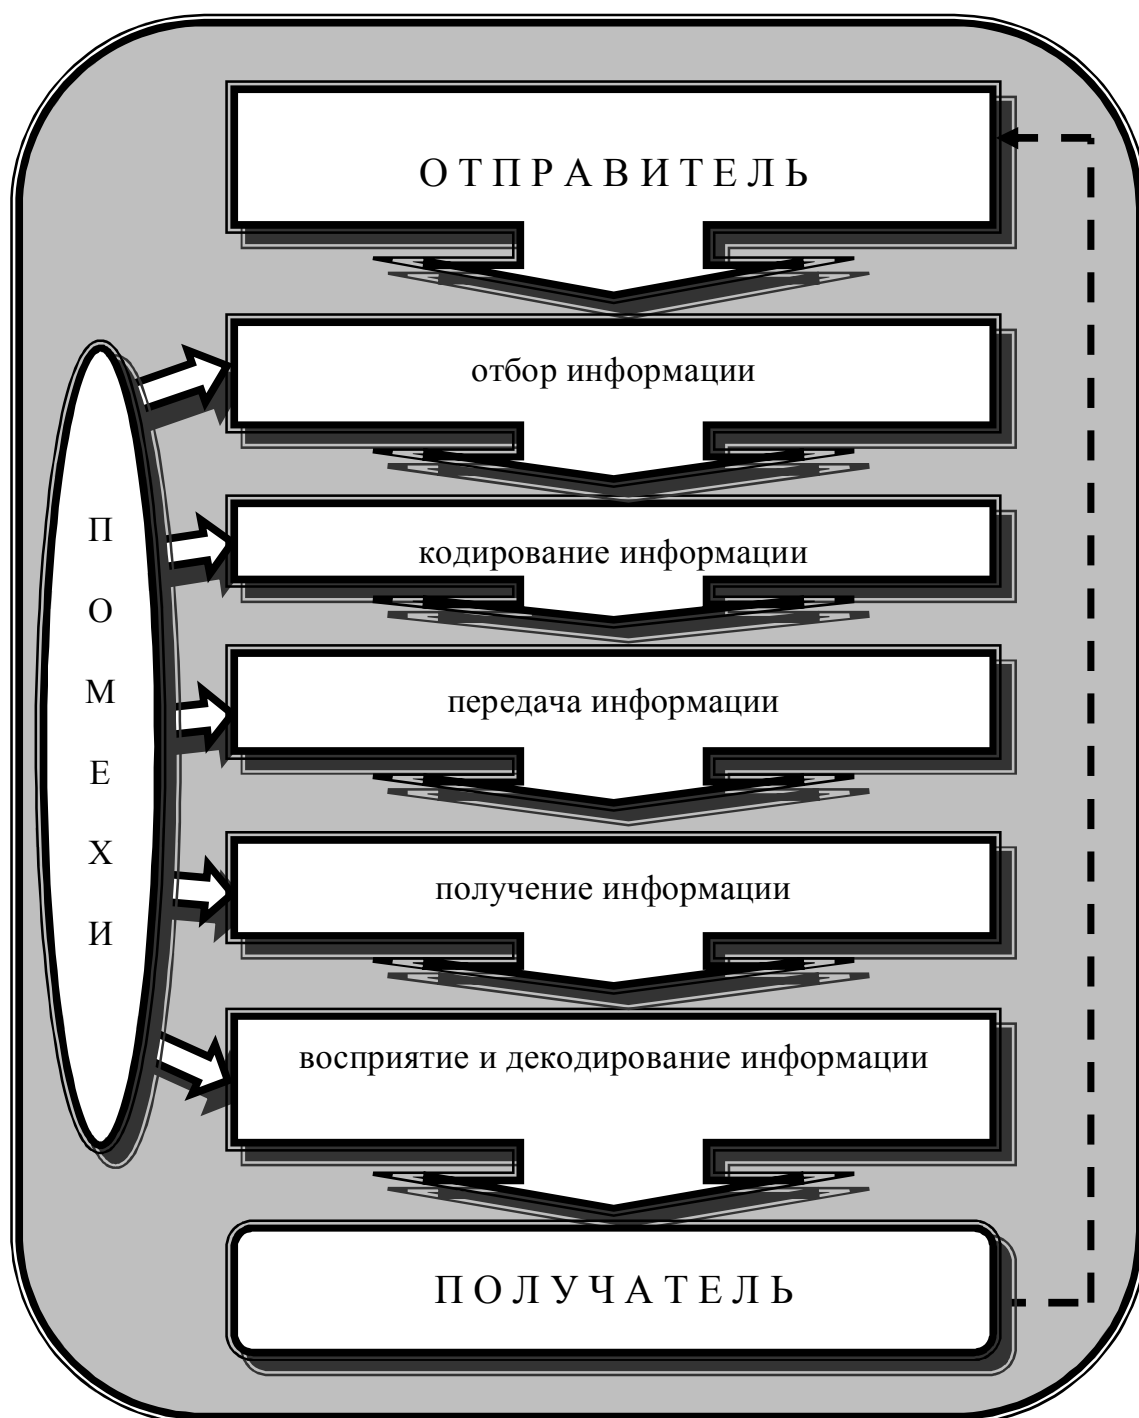 О Т П Р А В И Т Е Л Ь
отбор информации
кодирование информации
передача информации
получение информации
восприятие и декодирование информации
П О Л У Ч А Т Е Л Ь
П
О
М
Е
Х
И